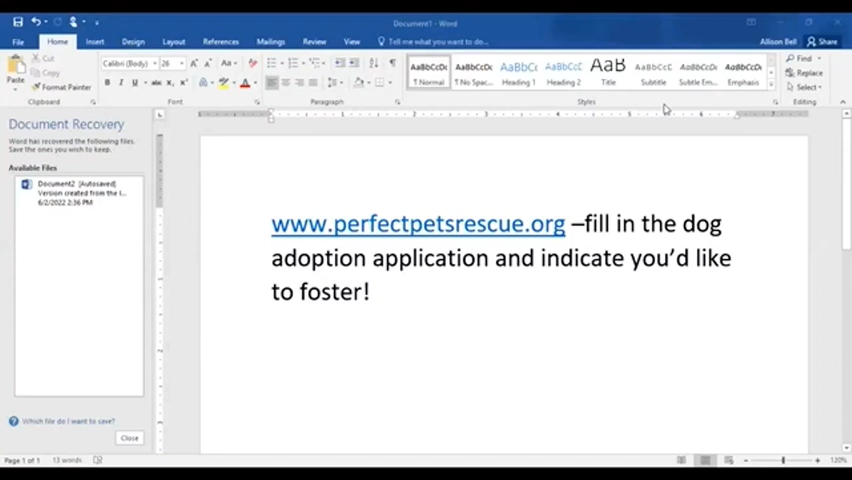 Document1 - Word
File Home Insert Design Layout References Mailings Review View Tell me what you want to do... Allison Bell Share
Paste
Cut
Copy
Format Painter
Clipboard
Calibri (Body) 26
Font
Paragraph
AaBbCcDc AaBbCcDc AaBbCc AaBbCcC AaB AaBbCcC AaBbCcDc AaBbCcDc
¶ Normal ¶ No Spac... Heading 1 Heading 2 Title Subtitle Subtle Em... Emphasis
Styles
Find
Replace
Select
Editing
Document Recovery
Word has recovered the following files.
Save the ones you wish to keep.
Available Files
Document2 [Autosaved]
Version created from the l...
6/2/2022 2:36 PM
Which file do I want to save?
Close
www.perfectpetsrescue.org –fill in the dog
adoption application and indicate you’d like
to foster!
Page 1 of 1 13 words
120%